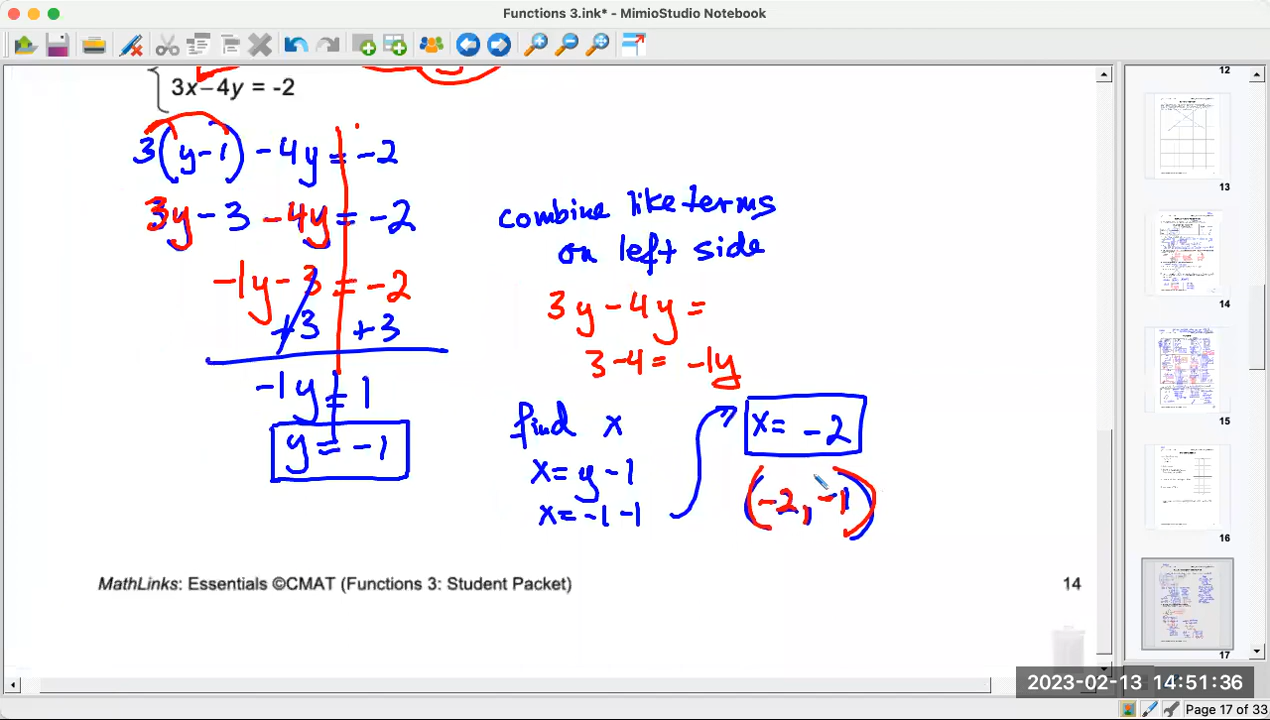 Functions 3.ink* - MimioStudio Notebook
3x-4y = -2
3(y-1) -4y = -2
3y - 3 -4y = -2
-1y - 3 = -2
+3 +3
-1y = 1
y = -1
combine like terms
on left side
3y - 4y =
3-4 = -1y
find x
x = y -1
x = -1 -1
x = -2
(-2, -1)
MathLinks: Essentials ©CMAT (Functions 3: Student Packet)
14
12
13
14
15
16
17
2023-02-13 14:51:36
Page 17 of 33